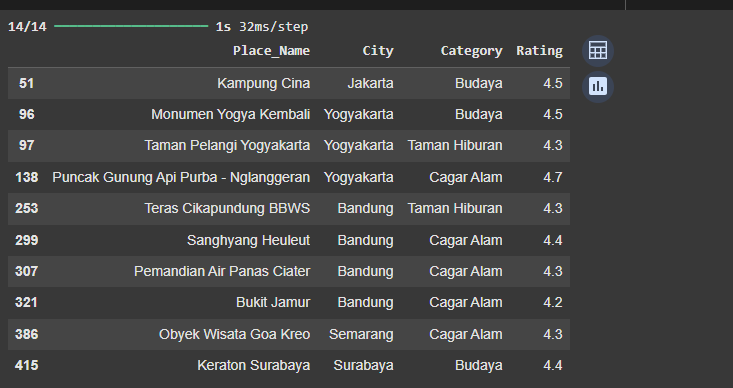 14/14 ━━━━━━━━━━━━━━━━━━━━ 1s 32ms/step
Place_Name City Category Rating
51 Kampung Cina Jakarta Budaya 4.5
96 Monumen Yogya Kembali Yogyakarta Budaya 4.5
97 Taman Pelangi Yogyakarta Yogyakarta Taman Hiburan 4.3
138 Puncak Gunung Api Purba - Nglanggeran Yogyakarta Cagar Alam 4.7
253 Teras Cikapundung BBWS Bandung Taman Hiburan 4.3
299 Sanghyang Heuleut Bandung Cagar Alam 4.4
307 Pemandian Air Panas Ciater Bandung Cagar Alam 4.3
321 Bukit Jamur Bandung Cagar Alam 4.2
386 Obyek Wisata Goa Kreo Semarang Cagar Alam 4.3
415 Keraton Surabaya Surabaya Budaya 4.4